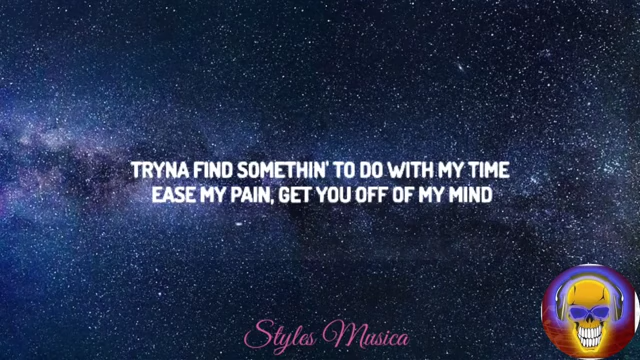 TRYNA FIND SOMETHIN' TO DO WITH MY TIME
EASE MY PAIN, GET YOU OFF OF MY MIND
Styles Musica